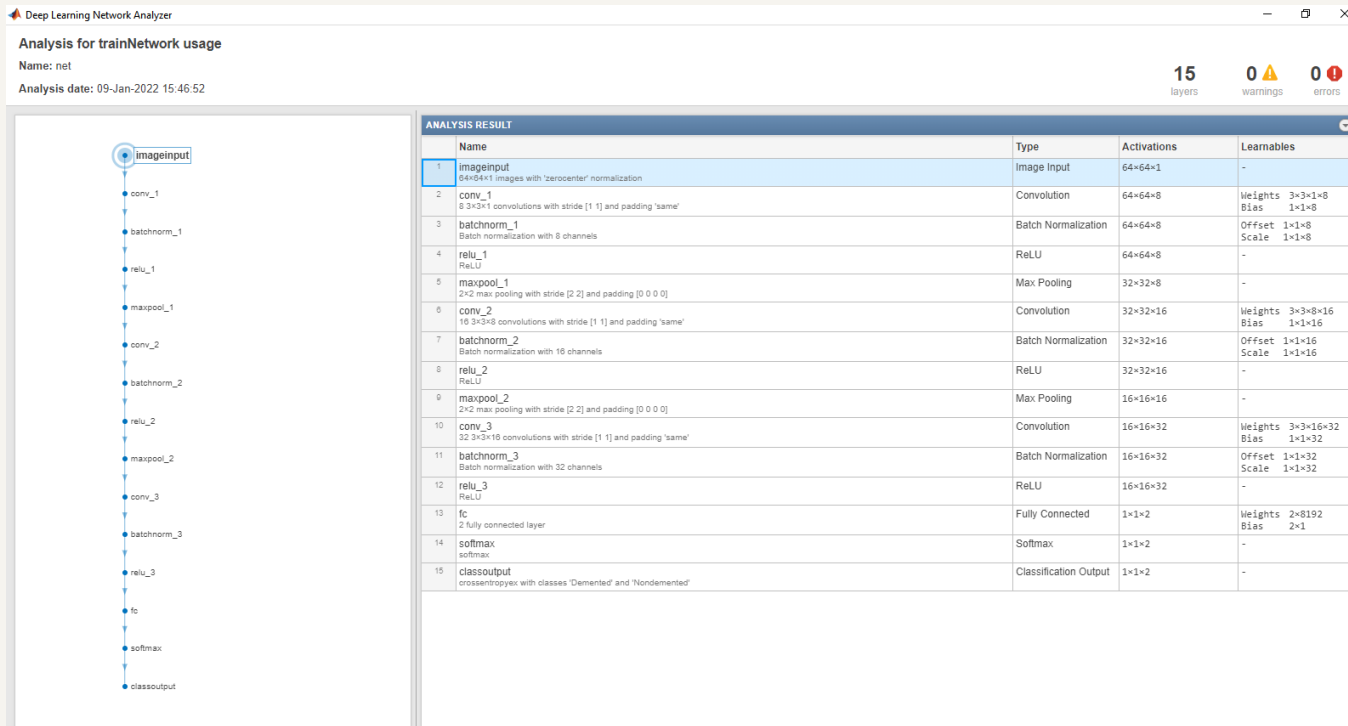 Deep Learning Network Analyzer
Analysis for trainNetwork usage
Name: net
Analysis date: 09-Jan-2022 15:46:52
15 layers
0 warnings
0 errors
imageinput
conv_1
batchnorm_1
relu_1
maxpool_1
conv_2
batchnorm_2
relu_2
maxpool_2
conv_3
batchnorm_3
relu_3
fc
softmax
classoutput
ANALYSIS RESULT
Name Type Activations Learnables
1 imageinput Image Input 64×64×1 -
64×64×1 images with 'zerocenter' normalization
2 conv_1 Convolution 64×64×8 Weights 3×3×1×8
8 3×3×1 convolutions with stride [1 1] and padding 'same' Bias 1×1×8
3 batchnorm_1 Batch Normalization 64×64×8 Offset 1×1×8
Batch normalization with 8 channels Scale 1×1×8
4 relu_1 ReLU 64×64×8 -
ReLU
5 maxpool_1 Max Pooling 32×32×8 -
2×2 max pooling with stride [2 2] and padding [0 0 0 0]
6 conv_2 Convolution 32×32×16 Weights 3×3×8×16
16 3×3×8 convolutions with stride [1 1] and padding 'same' Bias 1×1×16
7 batchnorm_2 Batch Normalization 32×32×16 Offset 1×1×16
Batch normalization with 16 channels Scale 1×1×16
8 relu_2 ReLU 32×32×16 -
ReLU
9 maxpool_2 Max Pooling 16×16×16 -
2×2 max pooling with stride [2 2] and padding [0 0 0 0]
10 conv_3 Convolution 16×16×32 Weights 3×3×16×32
32 3×3×16 convolutions with stride [1 1] and padding 'same' Bias 1×1×32
11 batchnorm_3 Batch Normalization 16×16×32 Offset 1×1×32
Batch normalization with 32 channels Scale 1×1×32
12 relu_3 ReLU 16×16×32 -
ReLU
13 fc Fully Connected 1×1×2 Weights 2×8192
2 fully connected layer Bias 2×1
14 softmax Softmax 1×1×2 -
softmax
15 classoutput Classification Output 1×1×2 -
crossentropyex with classes 'Demented' and 'Nondemented'